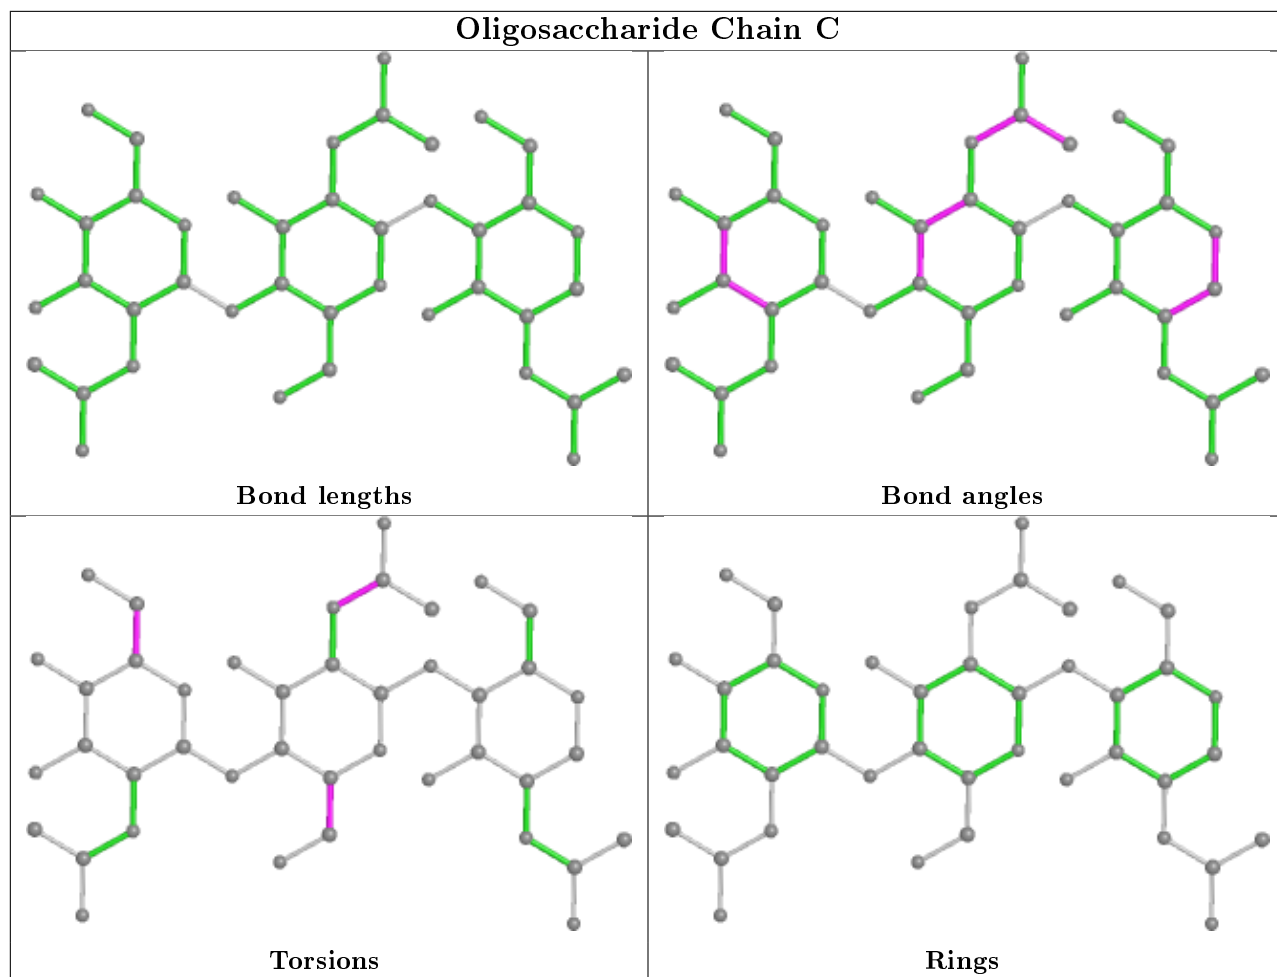 Oligosaccharide Chain C
Bond lengths
Bond angles
Torsions
Rings